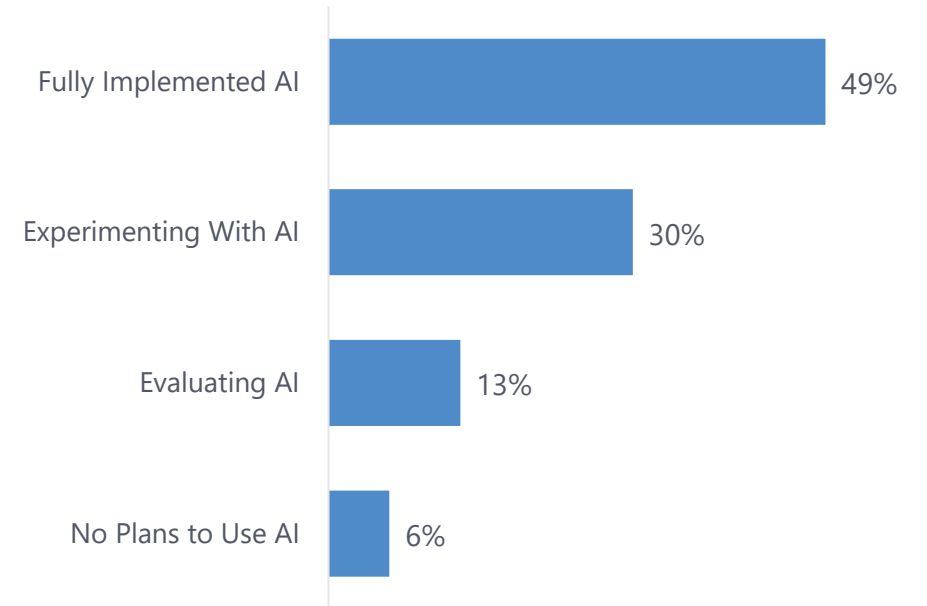 Fully Implemented AI 49%
Experimenting With AI 30%
Evaluating AI 13%
No Plans to Use AI 6%